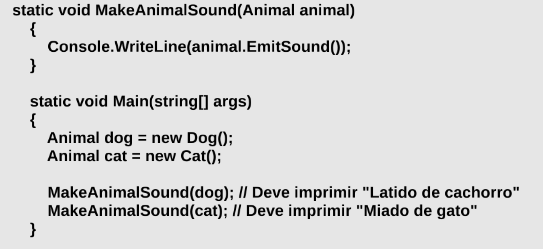 static void MakeAnimalSound(Animal animal)
{
Console.WriteLine(animal.EmitSound());
}
static void Main(string[] args)
{
Animal dog = new Dog();
Animal cat = new Cat();
MakeAnimalSound(dog); // Deve imprimir "Latido de cachorro"
MakeAnimalSound(cat); // Deve imprimir "Miado de gato"
}